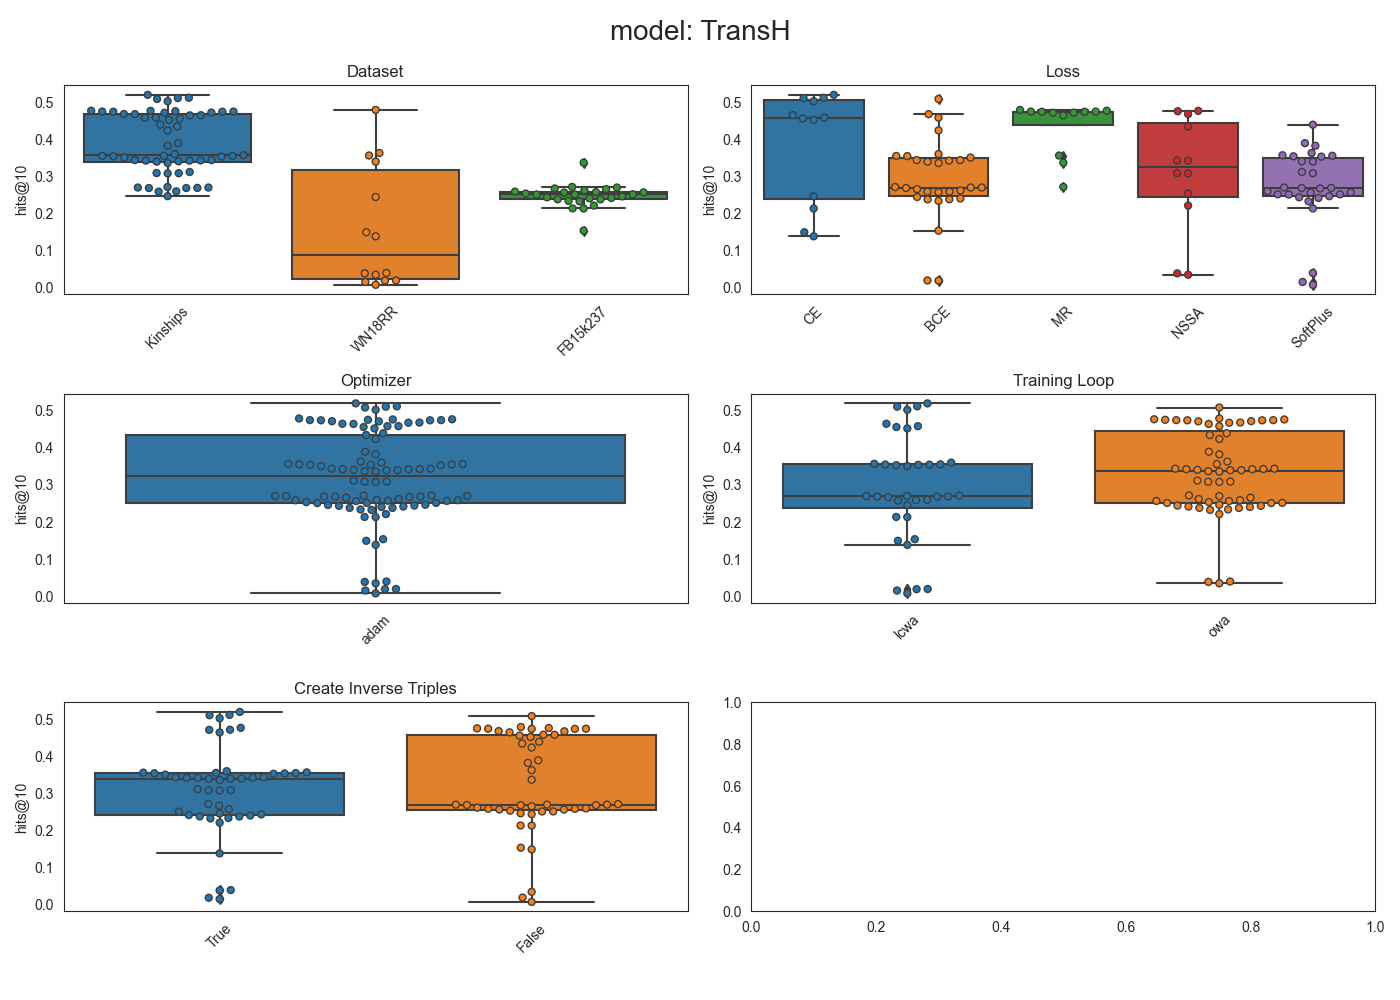 model: TransH
Dataset
Loss
hits@10
0.5
0.4
0.3
0.2
0.1
0.0
Kinships
WN18RR
FB15k237
hits@10
0.5
0.4
0.3
0.2
0.1
0.0
CE
BCE
MR
NSSA
SoftPlus
Optimizer
Training Loop
hits@10
0.5
0.4
0.3
0.2
0.1
0.0
adam
hits@10
0.5
0.4
0.3
0.2
0.1
0.0
lcwa
owa
Create Inverse Triples
hits@10
0.5
0.4
0.3
0.2
0.1
0.0
True
False
1.0
0.8
0.6
0.4
0.2
0.0
0.0
0.2
0.4
0.6
0.8
1.0